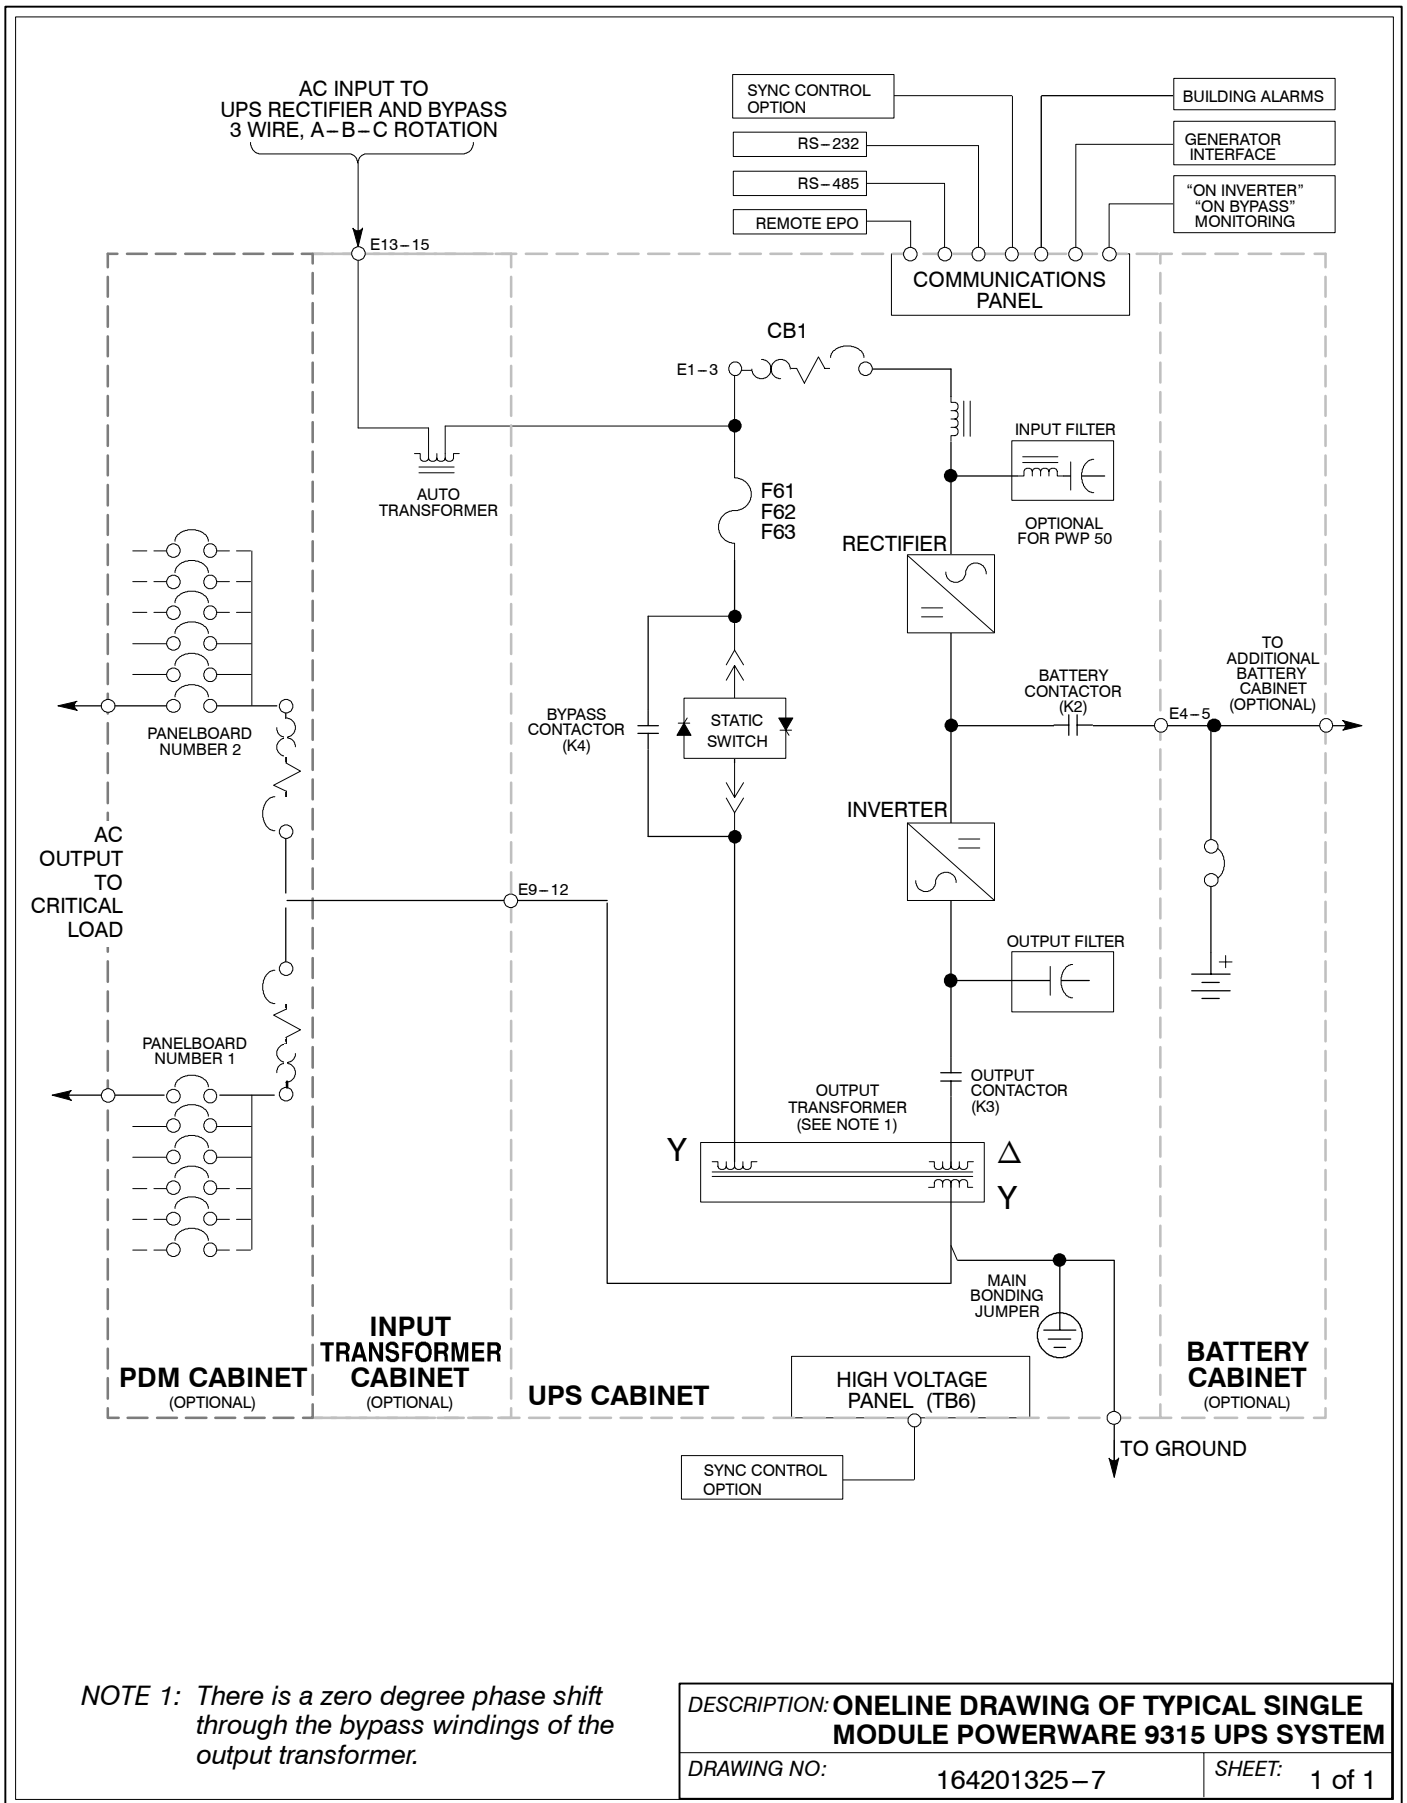 AC INPUT TO
UPS RECTIFIER AND BYPASS
3 WIRE, A–B–C ROTATION
SYNC CONTROL
OPTION
RS–232
RS–485
REMOTE EPO
BUILDING ALARMS
GENERATOR
INTERFACE
“ON INVERTER”
“ON BYPASS”
MONITORING
E13–15
COMMUNICATIONS
PANEL
CB1
E1–3
INPUT FILTER
OPTIONAL
FOR PWP 50
AUTO
TRANSFORMER
F61
F62
F63
RECTIFIER
TO
ADDITIONAL
BATTERY
CABINET
(OPTIONAL)
BATTERY
CONTACTOR
(K2)
E4–5
BYPASS
CONTACTOR
(K4)
STATIC
SWITCH
PANELBOARD
NUMBER 2
INVERTER
AC
OUTPUT
TO
CRITICAL
LOAD
E9–12
OUTPUT FILTER
+
PANELBOARD
NUMBER 1
OUTPUT
TRANSFORMER
(SEE NOTE 1)
OUTPUT
CONTACTOR
(K3)
Y
Δ
Y
MAIN
BONDING
JUMPER
PDM CABINET
(OPTIONAL)
INPUT
TRANSFORMER
CABINET
(OPTIONAL)
UPS CABINET
HIGH VOLTAGE
PANEL (TB6)
BATTERY
CABINET
(OPTIONAL)
TO GROUND
SYNC CONTROL
OPTION
NOTE 1: There is a zero degree phase shift
through the bypass windings of the
output transformer.
DESCRIPTION: ONELINE DRAWING OF TYPICAL SINGLE
MODULE POWERWARE 9315 UPS SYSTEM
DRAWING NO: 164201325–7
SHEET: 1 of 1